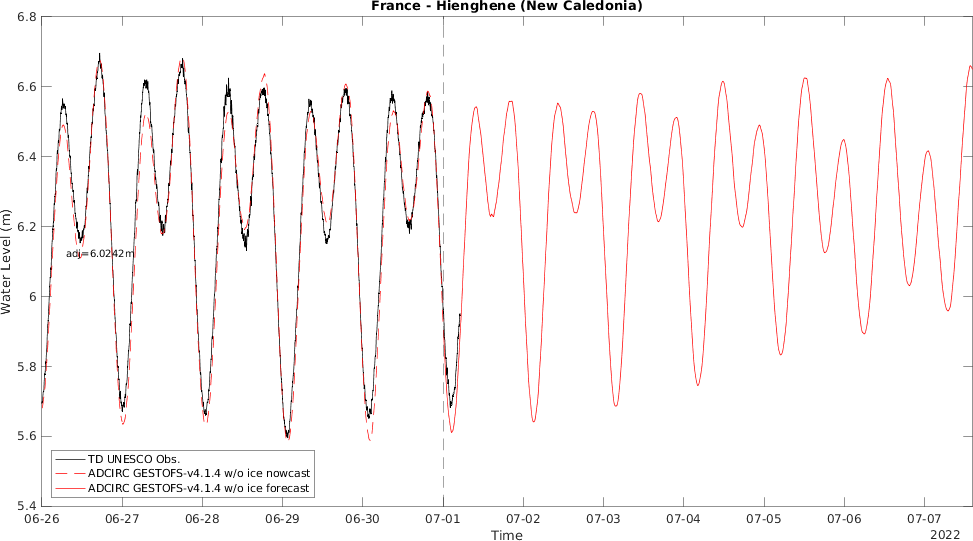 France - Hienghene (New Caledonia)
6.8
6.6
6.4
6.2
6
5.8
5.6
5.4
Water Level (m)
adj=6.0242m
TD UNESCO Obs.
ADCIRC GESTOFS-v4.1.4 w/o ice nowcast
ADCIRC GESTOFS-v4.1.4 w/o ice forecast
06-26 06-27 06-28 06-29 06-30 07-01 07-02 07-03 07-04 07-05 07-06 07-07
Time
2022